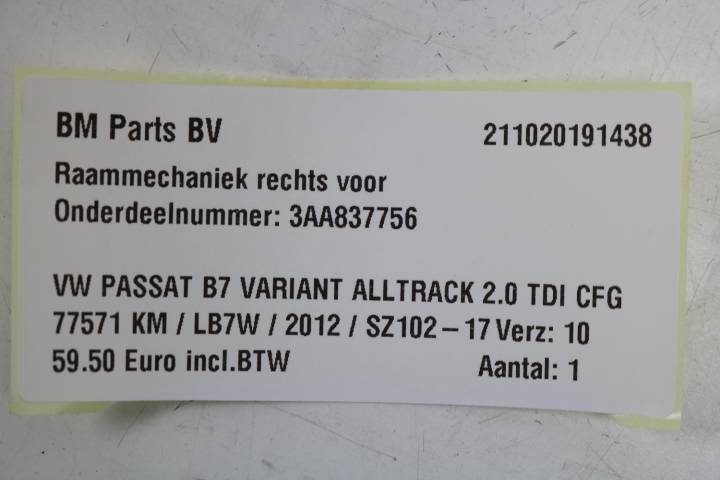 BM Parts BV 211020191438
Raammechaniek rechts voor
Onderdeelnummer: 3AA837756
VW PASSAT B7 VARIANT ALLTRACK 2.0 TDI CFG
77571 KM / LB7W / 2012 / SZ102 – 17 Verz: 10
59.50 Euro incl.BTW Aantal: 1